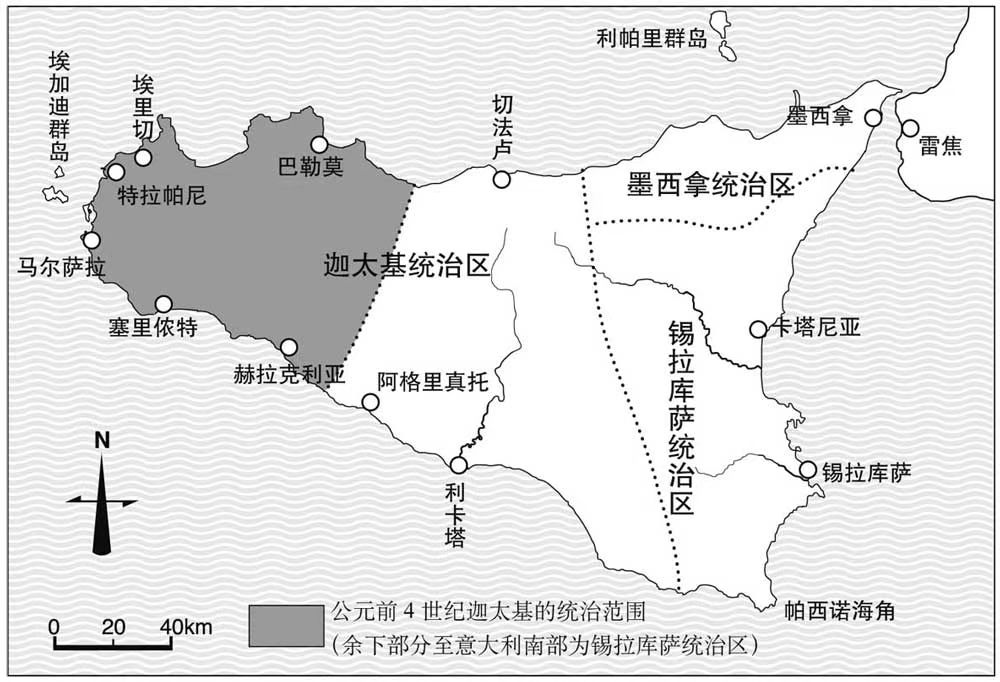 利帕里群岛
埃加迪群岛
埃里切
切法卢
墨西拿
雷焦
巴勒莫
特拉帕尼
墨西拿统治区
马尔萨拉
迦太基统治区
塞里侬特
锡拉库萨统治区
卡塔尼亚
赫拉克利亚
阿格里真托
N
利卡塔
锡拉库萨
帕西诺海角
公元前4世纪迦太基的统治范围
(余下部分至意大利南部为锡拉库萨统治区)
0 20 40km